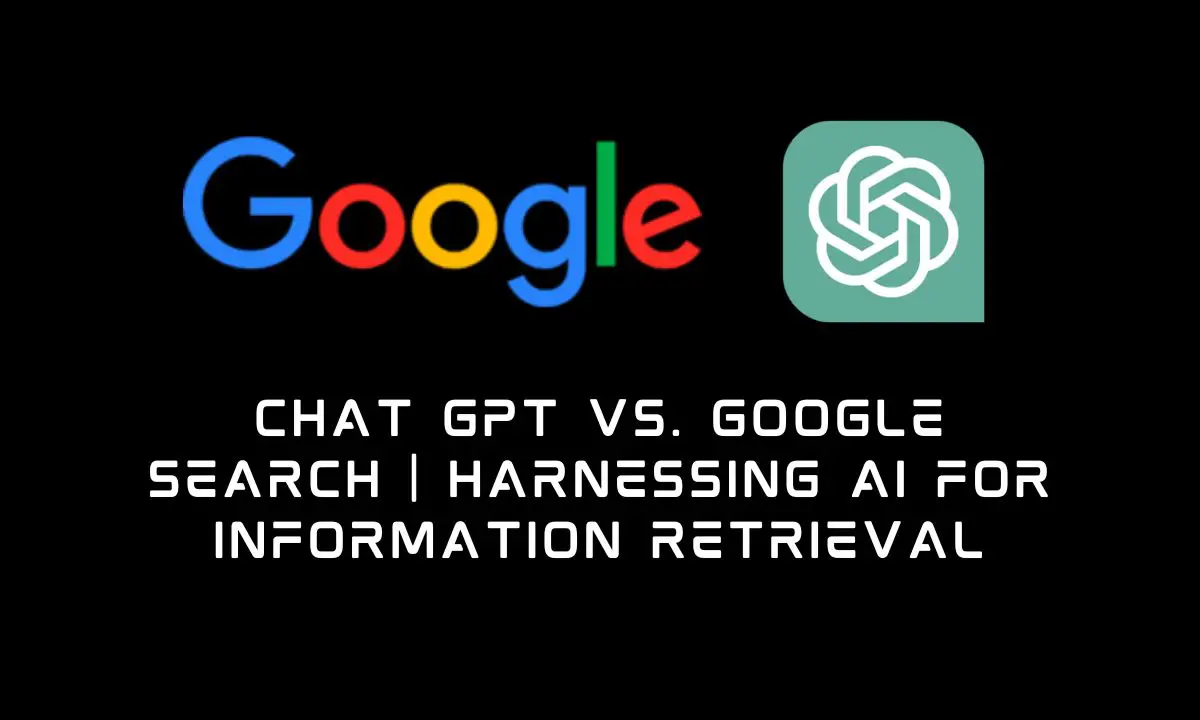 Google
CHAT GPT VS. GOOGLE
SEARCH | HARNESSING AI FOR
INFORMATION RETRIEVAL